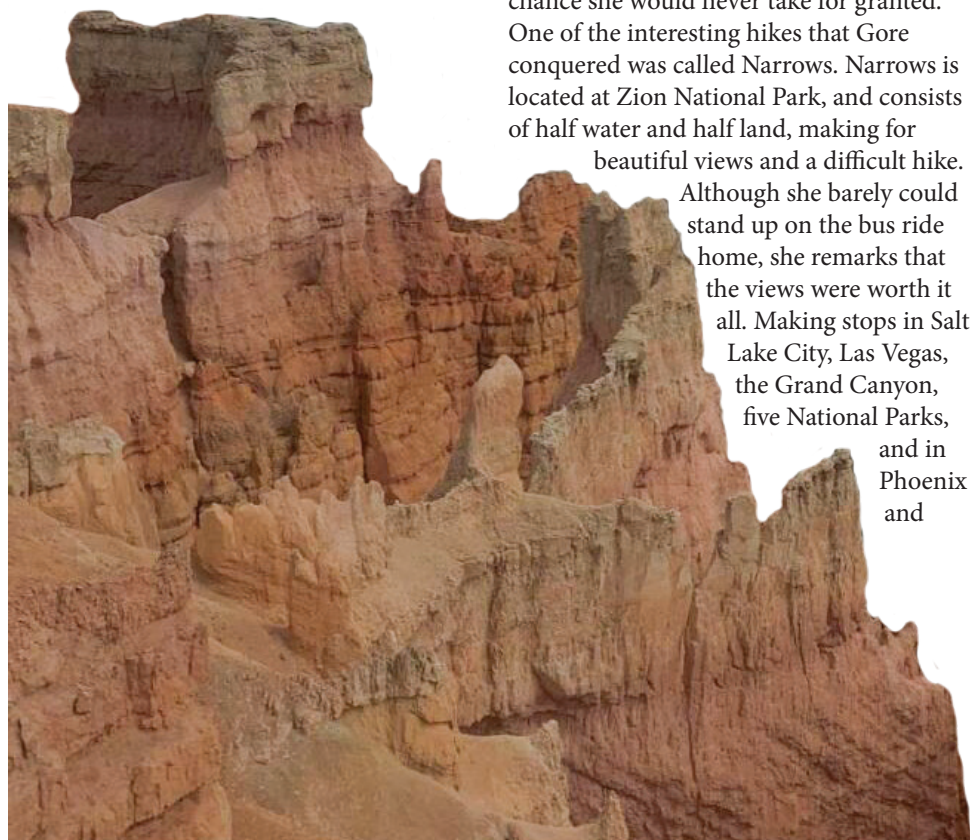 chance she would never take for granted.
One of the interesting hikes that Gore
conquered was called Narrows. Narrows is
located at Zion National Park, and consists
of half water and half land, making for
beautiful views and a difficult hike.
Although she barely could
stand up on the bus ride
home, she remarks that
the views were worth it
all. Making stops in Salt
Lake City, Las Vegas,
the Grand Canyon,
five National Parks,
and in
Phoenix
and